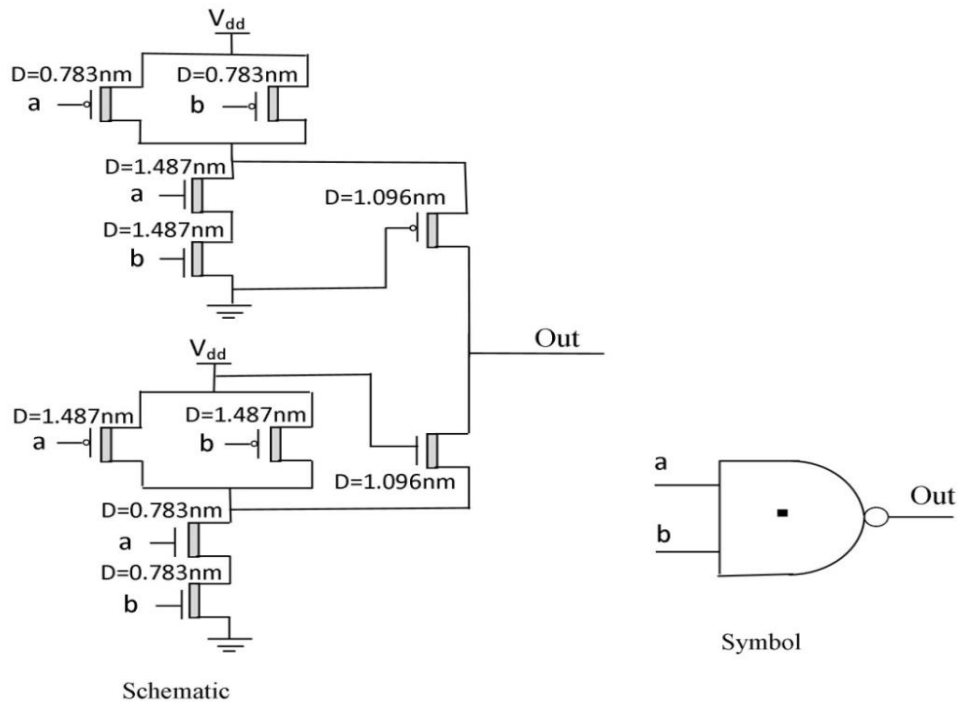 Vdd
D=0.783nm D=0.783nm
a b
D=1.487nm
a
D=1.096nm
D=1.487nm
b
Out
Vdd
D=1.487nm D=1.487nm
a b
D=1.096nm
D=0.783nm
a
D=0.783nm
b
a
Out
b
Symbol
Schematic